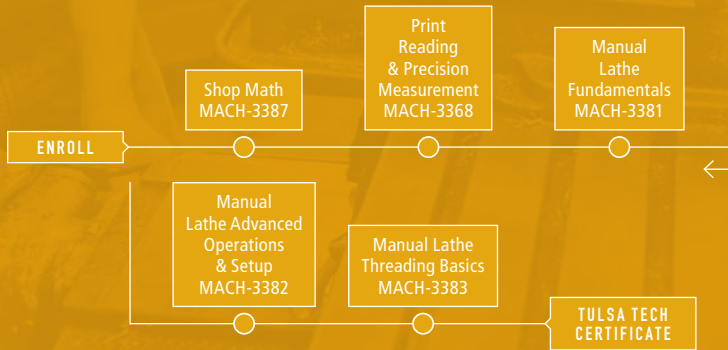 ENROLL
Shop Math
MACH-3387
Print
Reading
& Precision
Measurement
MACH-3368
Manual
Lathe
Fundamentals
MACH-3381
Manual
Lathe Advanced
Operations
& Setup
MACH-3382
Manual Lathe
Threading Basics
MACH-3383
TULSA TECH
CERTIFICATE